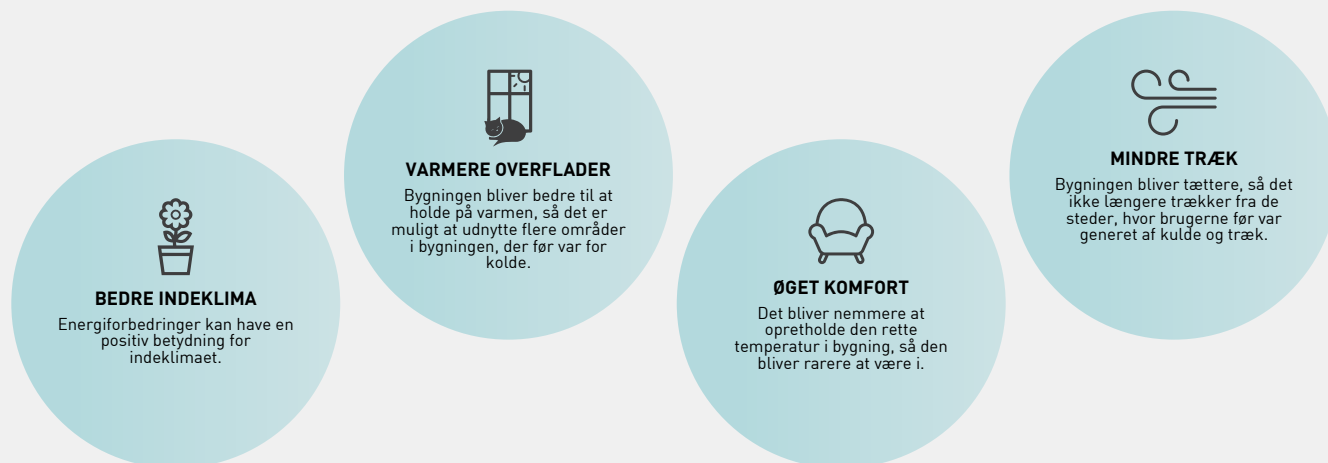 BEDRE INDEKLIMA
Energiforbedringer kan have en
positiv betydning for
indeklimaet.
VARMERE OVERFLADER
Bygningen bliver bedre til at
holde på varmen, så det er
muligt at udnytte flere områder
i bygningen, der før var for
kolde.
ØGET KOMFORT
Det bliver nemmere at
opretholde den rette
temperatur i bygning, så den
bliver rarere at være i.
MINDRE TRÆK
Bygningen bliver tættere, så det
ikke længere trækker fra de
steder, hvor brugerne før var
generet af kulde og træk.